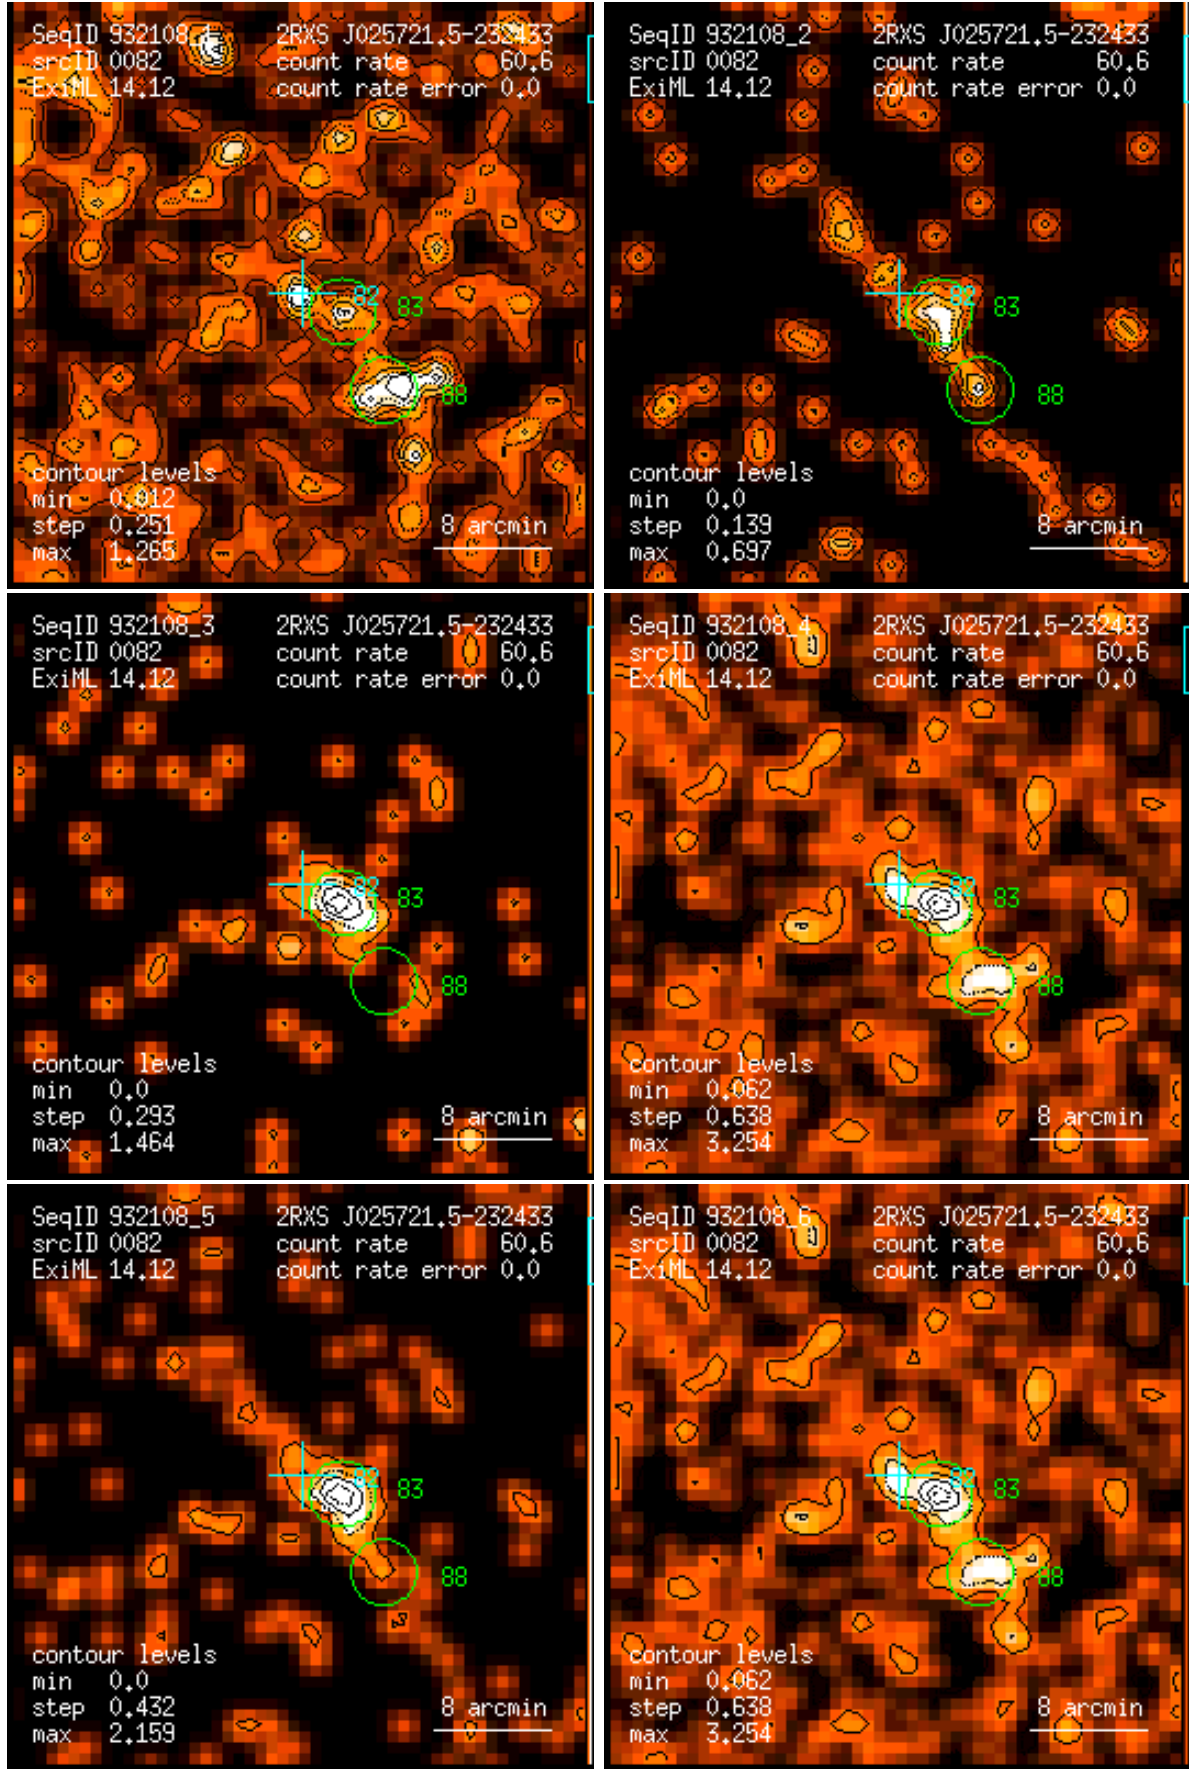 SeqID 932108_1 2RXS J025721.5-232433
srcID 0082 count rate 60.6
ExiML 14.12 count rate error 0.0
82 83
88
contour levels
min 0.012
step 0.251 8 arcmin
max 1.265
SeqID 932108_2 2RXS J025721.5-232433
srcID 0082 count rate 60.6
ExiML 14.12 count rate error 0.0
82 83
88
contour levels
min 0.0
step 0.139 8 arcmin
max 0.697
SeqID 932108_3 2RXS J025721.5-232433
srcID 0082 count rate 60.6
ExiML 14.12 count rate error 0.0
82 83
88
contour levels
min 0.0
step 0.293 8 arcmin
max 1.464
SeqID 932108_4 2RXS J025721.5-232433
srcID 0082 count rate 60.6
ExiML 14.12 count rate error 0.0
82 83
88
contour levels
min 0.062
step 0.638 8 arcmin
max 3.254
SeqID 932108_5 2RXS J025721.5-232433
srcID 0082 count rate 60.6
ExiML 14.12 count rate error 0.0
82 83
88
contour levels
min 0.0
step 0.432 8 arcmin
max 2.159
SeqID 932108_6 2RXS J025721.5-232433
srcID 0082 count rate 60.6
ExiML 14.12 count rate error 0.0
82 83
88
contour levels
min 0.062
step 0.638 8 arcmin
max 3.254